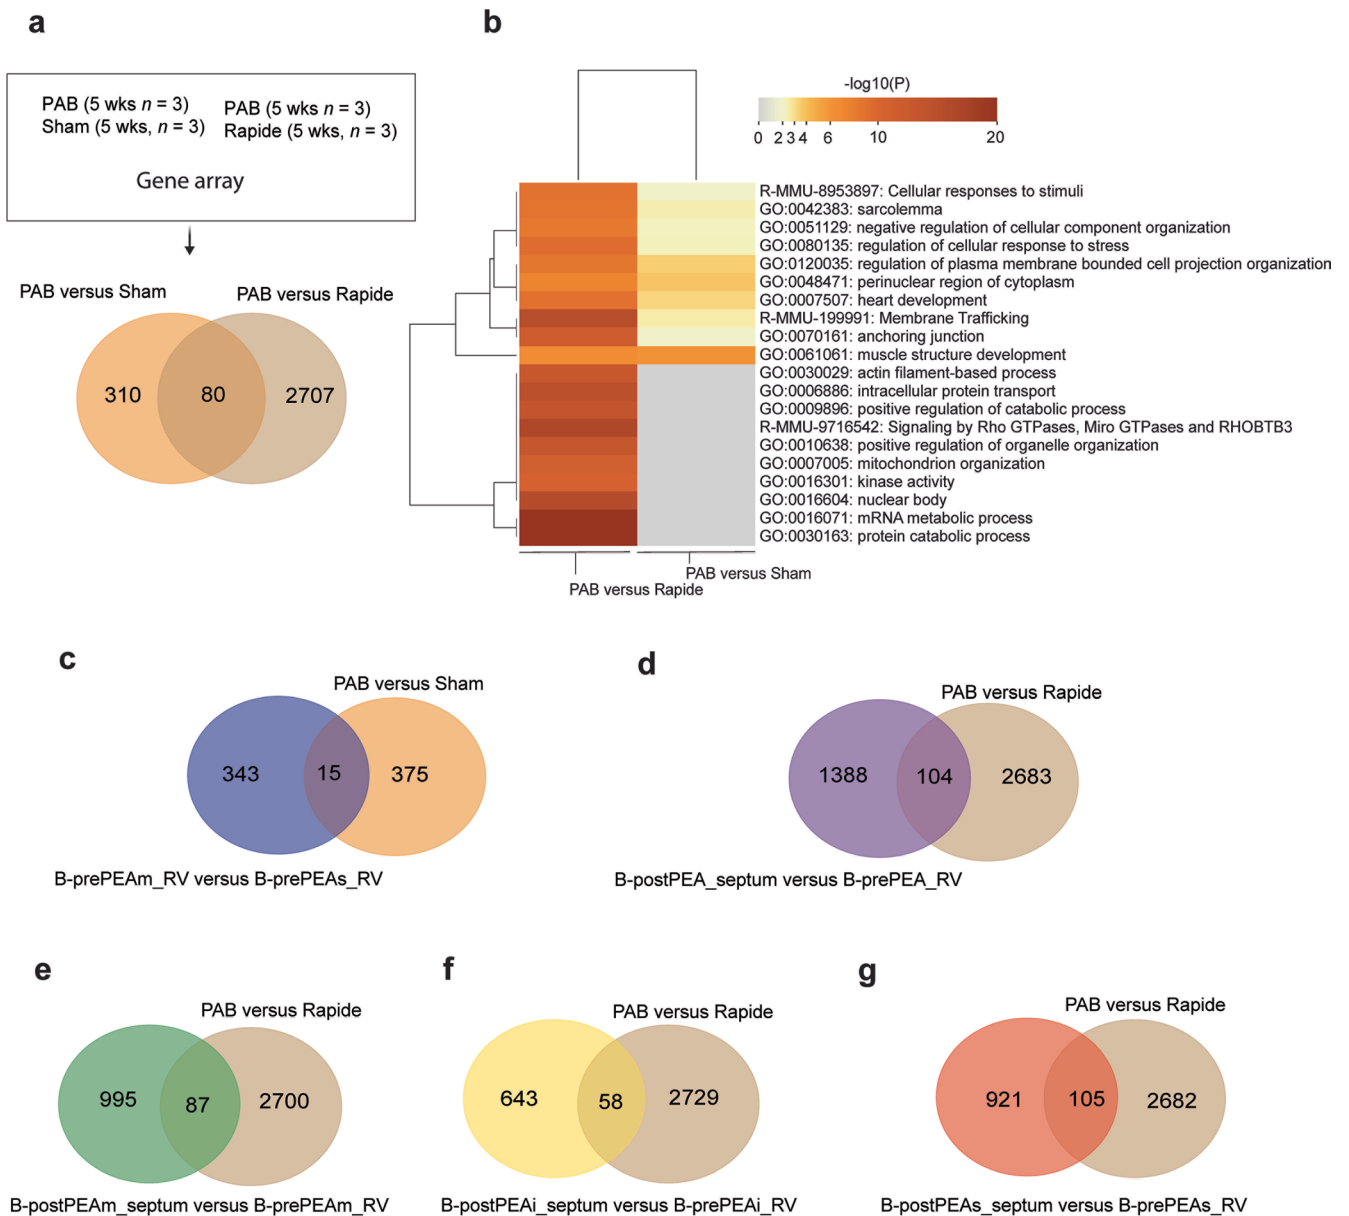 a
PAB (5 wks n = 3)
Sham (5 wks, n = 3)
PAB (5 wks n = 3)
Rapide (5 wks, n = 3)
Gene array
PAB versus Sham
PAB versus Rapide
310
80
2707
b
-log10(P)
0 2 3 4 6 10 20
R-MMU-8953897: Cellular responses to stimuli
GO:0042383: sarcolemma
GO:0051129: negative regulation of cellular component organization
GO:0080135: regulation of cellular response to stress
GO:0120035: regulation of plasma membrane bounded cell projection organization
GO:0048471: perinuclear region of cytoplasm
GO:0007507: heart development
R-MMU-199991: Membrane Trafficking
GO:0070161: anchoring junction
GO:0061061: muscle structure development
GO:0030029: actin filament-based process
GO:0006886: intracellular protein transport
GO:0009896: positive regulation of catabolic process
R-MMU-9716542: Signaling by Rho GTPases, Miro GTPases and RHOBTB3
GO:0010638: positive regulation of organelle organization
GO:0007005: mitochondrion organization
GO:0016301: kinase activity
GO:0016604: nuclear body
GO:0016071: mRNA metabolic process
GO:0030163: protein catabolic process
PAB versus Sham
PAB versus Rapide
c
PAB versus Sham
343
15
375
B-prePEAm_RV versus B-prePEAs_RV
d
PAB versus Rapide
1388
104
2683
B-postPEA_septum versus B-prePEA_RV
e
PAB versus Rapide
995
87
2700
B-postPEAm_septum versus B-prePEAm_RV
f
PAB versus Rapide
643
58
2729
B-postPEAi_septum versus B-prePEAi_RV
g
PAB versus Rapide
921
105
2682
B-postPEAs_septum versus B-prePEAs_RV